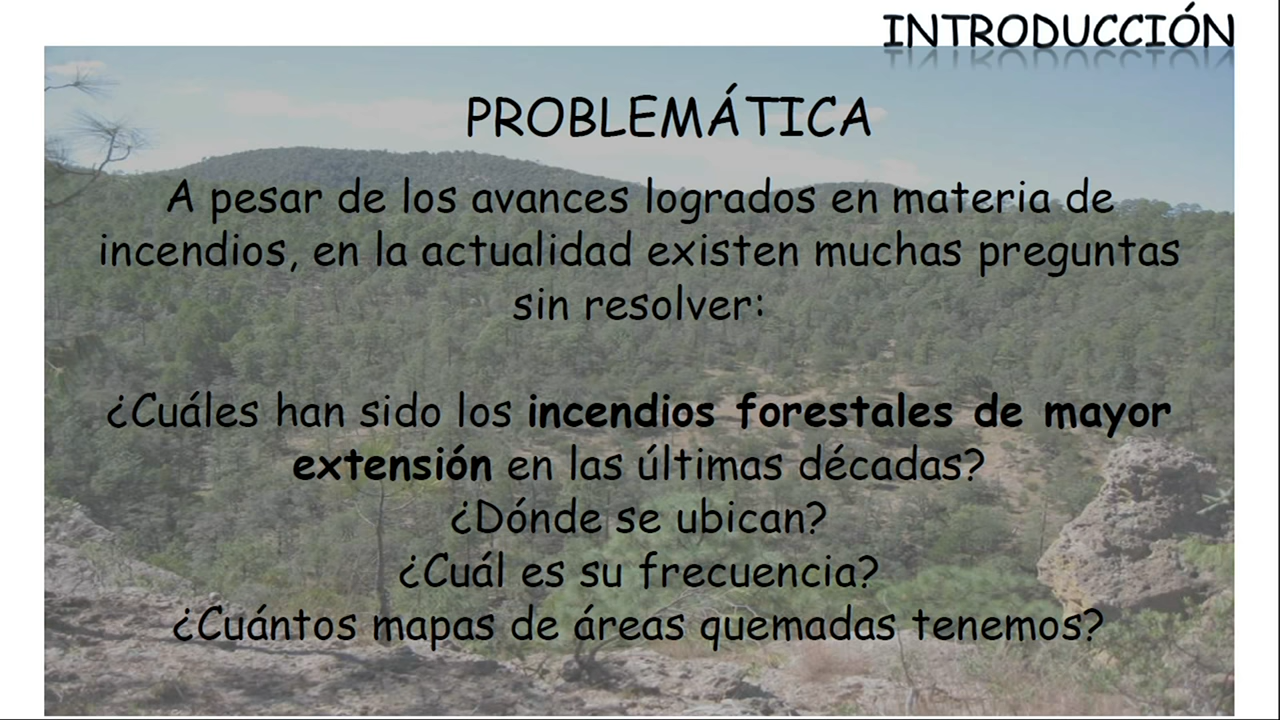 INTRODUCCIÓN
PROBLEMÁTICA
A pesar de los avances logrados en materia de
incendios, en la actualidad existen muchas preguntas
sin resolver:
¿Cuáles han sido los incendios forestales de mayor
extensión en las últimas décadas?
¿Dónde se ubican?
¿Cuál es su frecuencia?
¿Cuántos mapas de áreas quemadas tenemos?